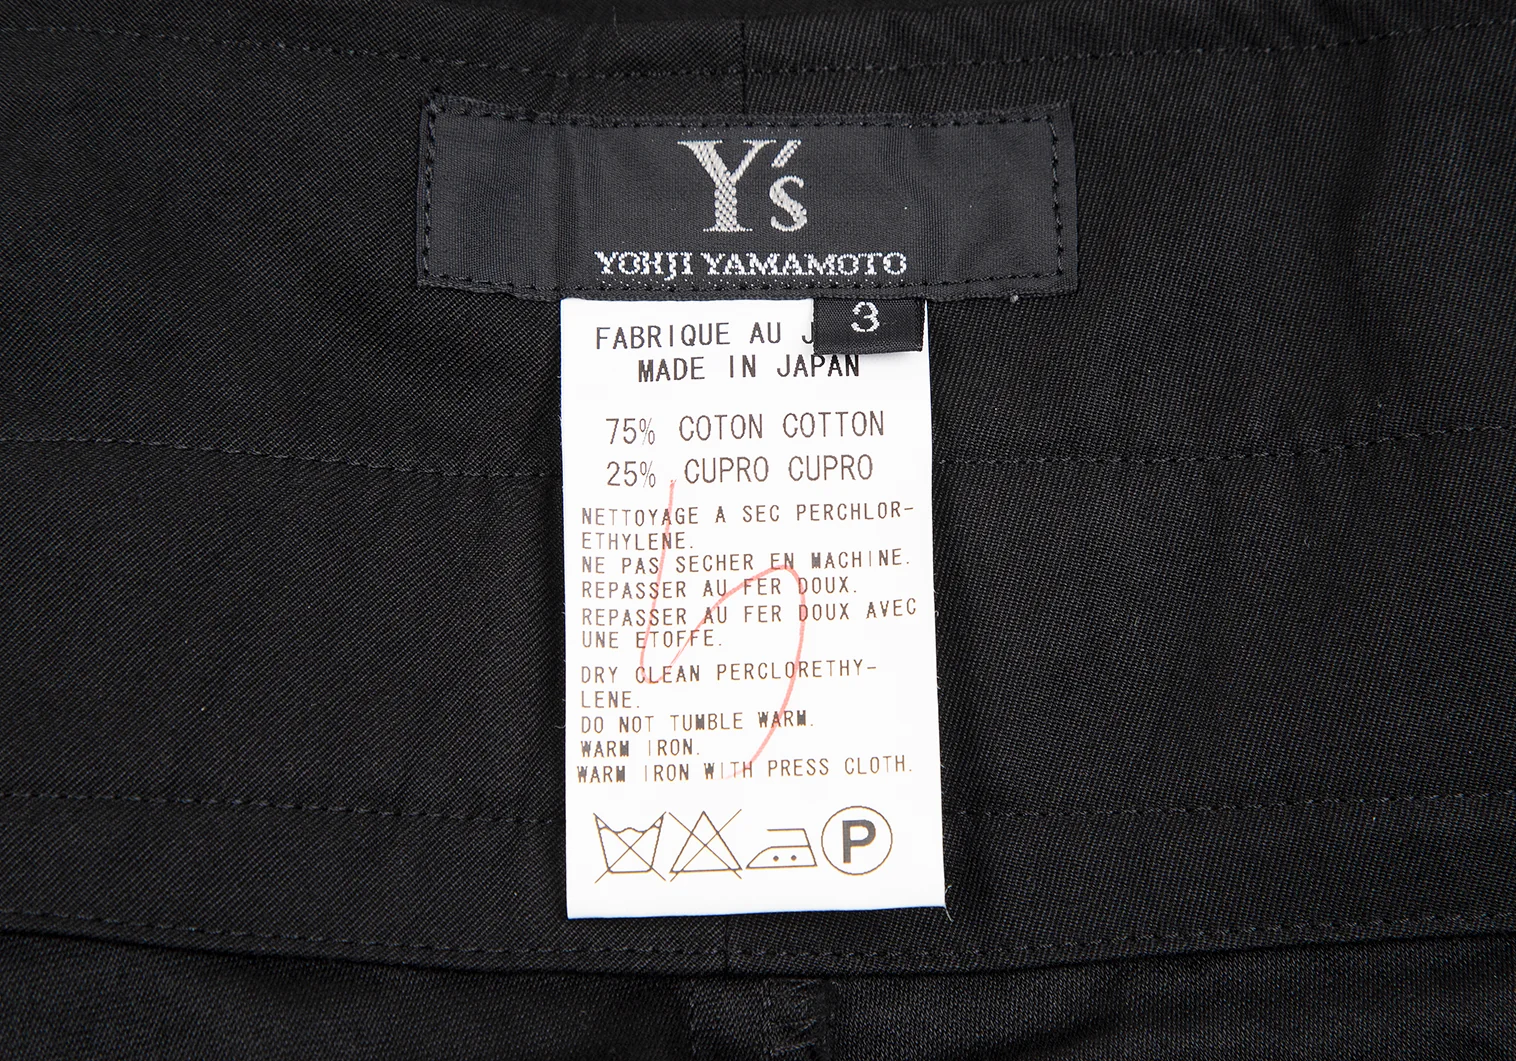 Y's
YOHJI YAMAMOTO
3
FABRIQUE AU
MADE IN JAPAN
75% COTON COTTON
25% CUPRO CUPRO
NETTOYAGE A SEC PERCHLOR-
ETHYLENE.
NE PAS SECHER EN MACHINE.
REPASSER AU FER DOUX.
REPASSER AU FER DOUX AVEC
UNE ETOFFE.
DRY CLEAN PERCLORETHY-
LENE.
DO NOT TUMBLE WARM.
WARM IRON.
WARM IRON WITH PRESS CLOTH.
P